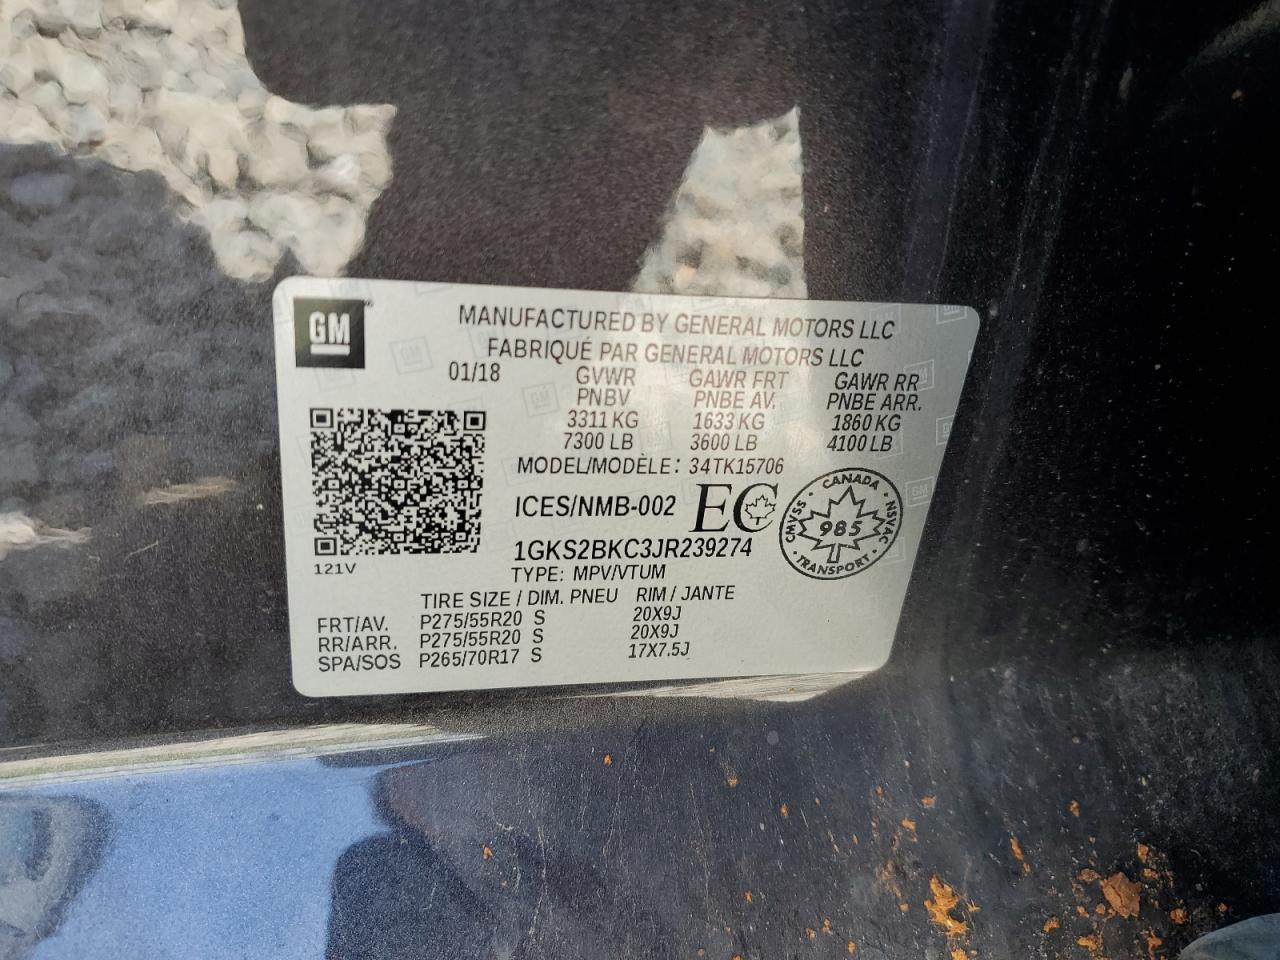 GM
MANUFACTURED BY GENERAL MOTORS LLC
FABRIQUÉ PAR GENERAL MOTORS LLC
01/18 GVWR GAWR FRT GAWR RR
PNBV PNBE AV. PNBE ARR.
3311 KG 1633 KG 1860 KG
7300 LB 3600 LB 4100 LB
MODEL/MODÈLE: 34TK15706
ICES/NMB-002 EC
CANADA
CMVSS 985 NSVAC
TRANSPORT
1GKS2BKC3JR239274
121V
TYPE: MPV/VTUM
TIRE SIZE / DIM. PNEU RIM / JANTE
FRT/AV. P275/55R20 S 20X9J
RR/ARR. P275/55R20 S 20X9J
SPA/SOS P265/70R17 S 17X7.5J